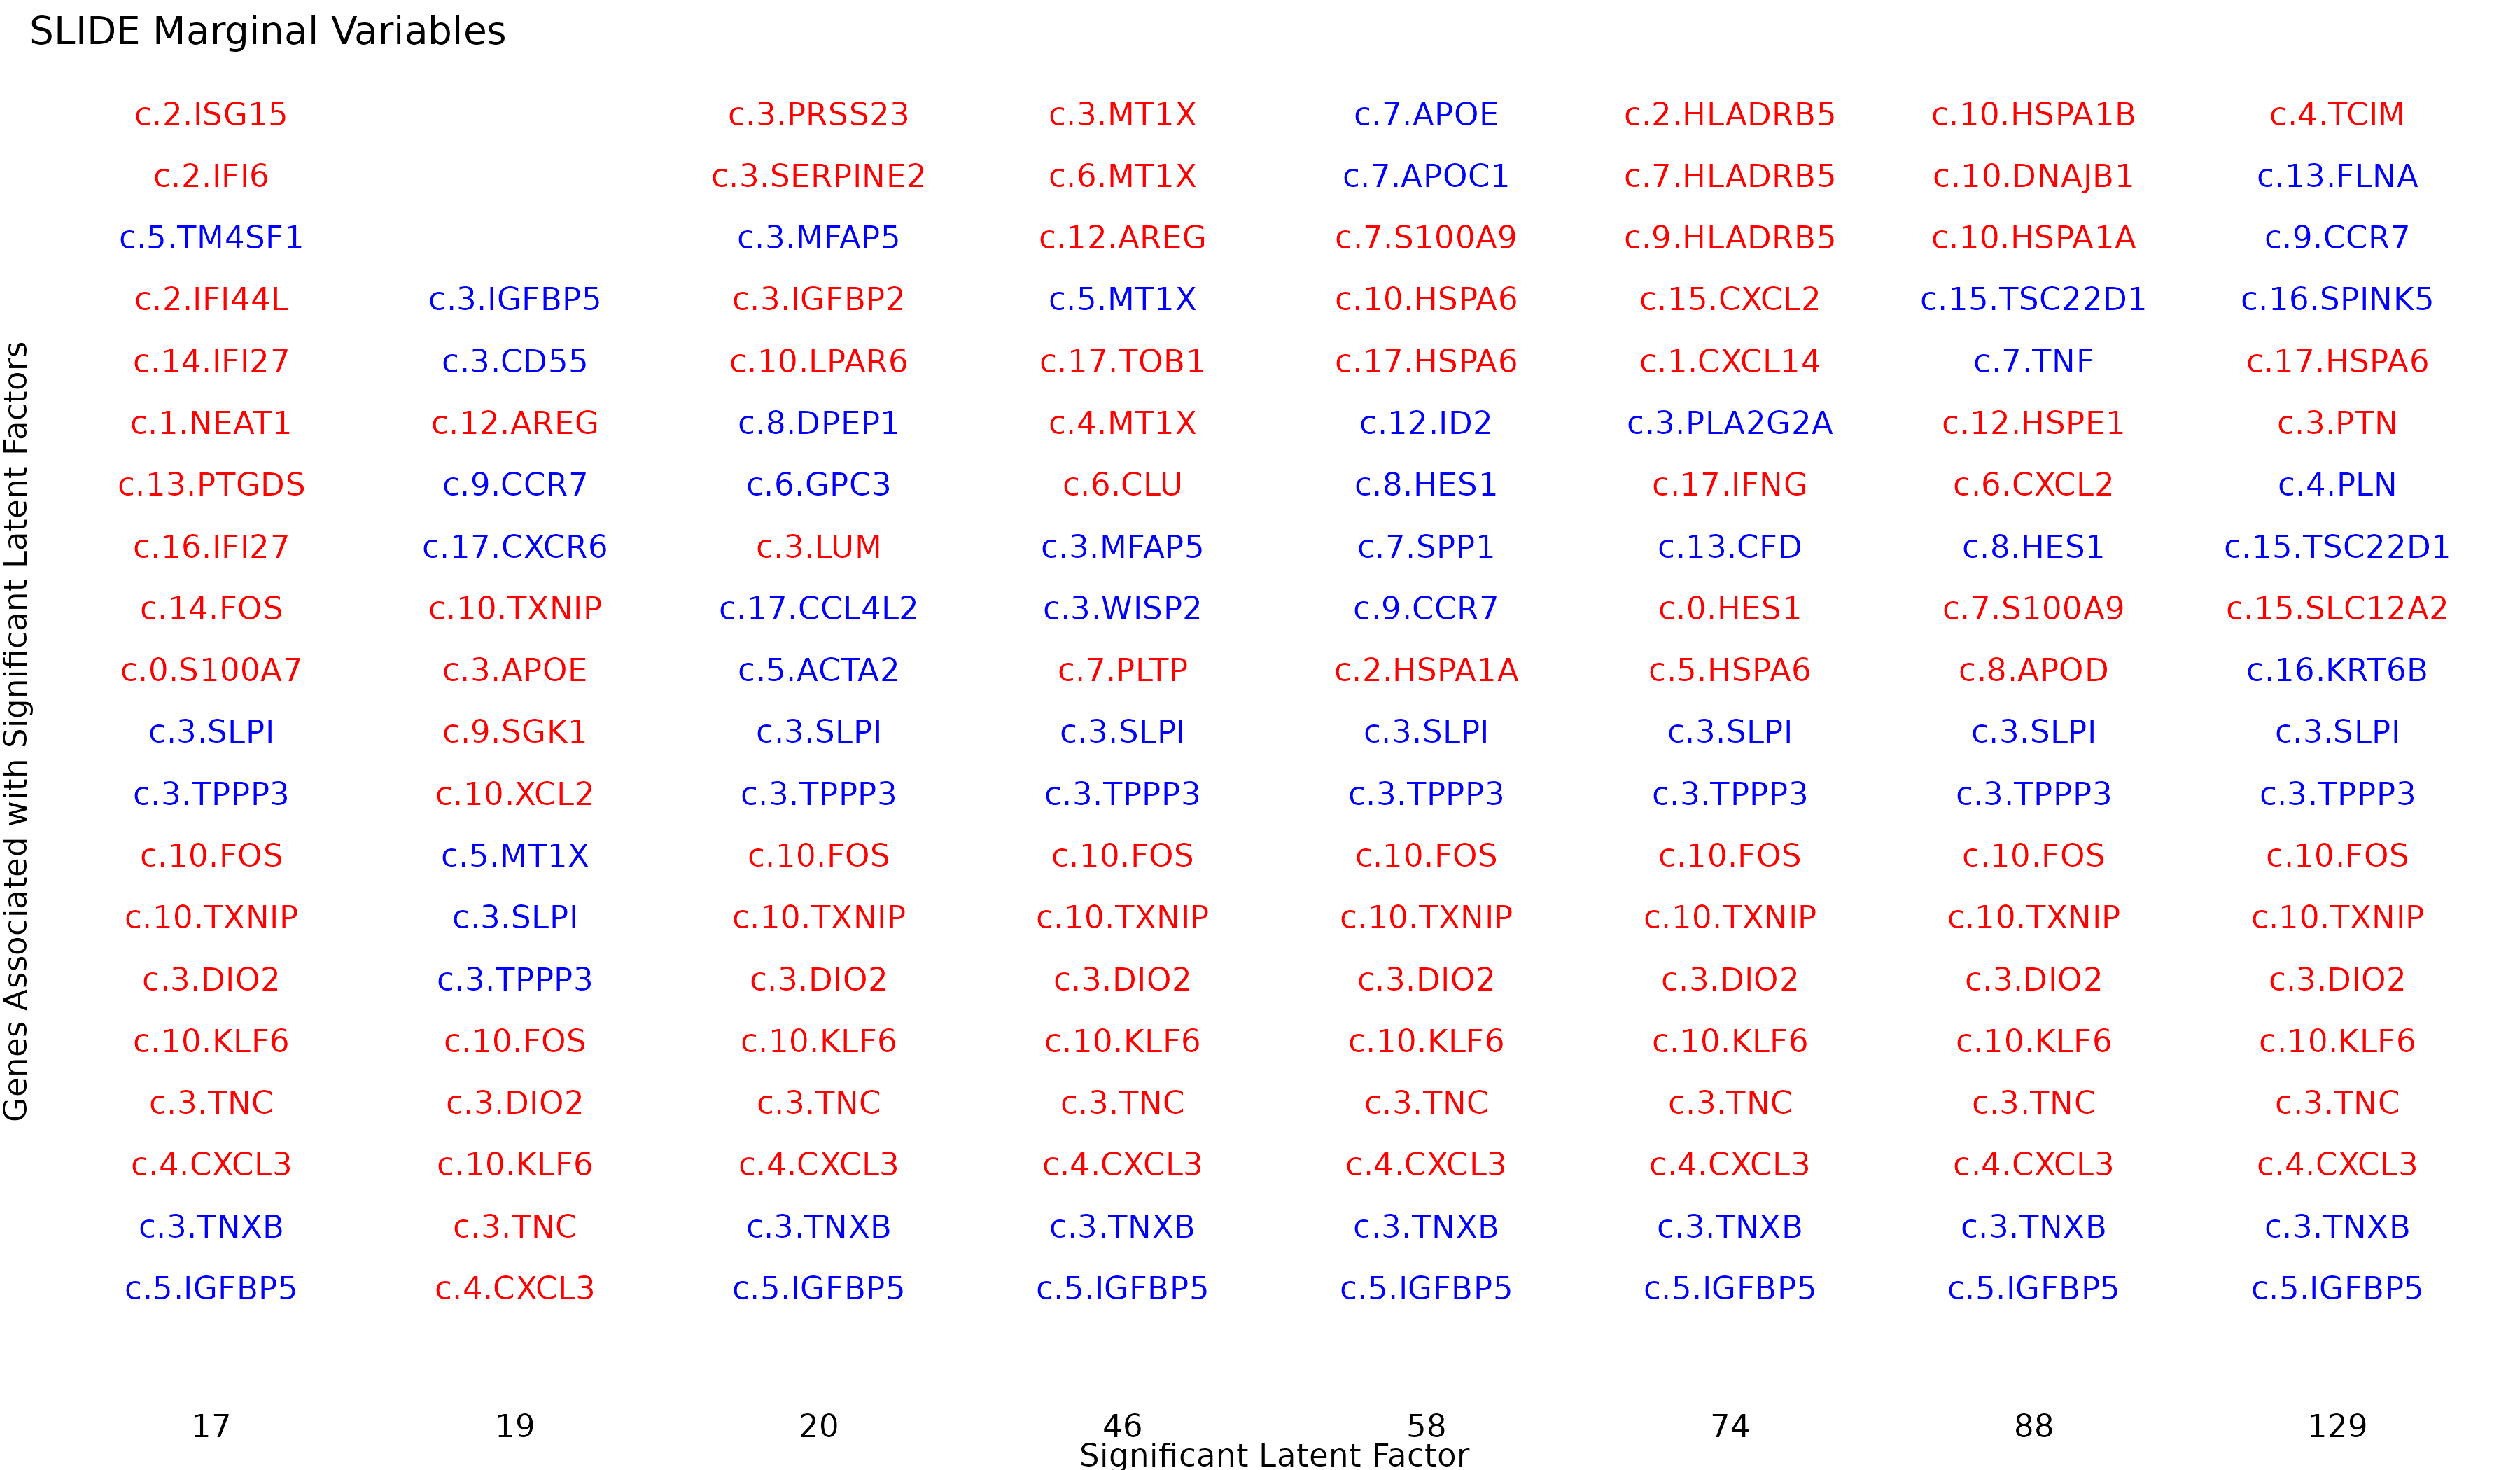 SLIDE Marginal Variables
c.2.ISG15 c.3.PRSS23 c.3.MT1X c.7.APOE c.2.HLADRB5 c.10.HSPA1B c.4.TCIM
c.2.IFI6 c.3.SERPINE2 c.6.MT1X c.7.APOC1 c.7.HLADRB5 c.10.DNAJB1 c.13.FLNA
c.5.TM4SF1 c.3.MFAP5 c.12.AREG c.7.S100A9 c.9.HLADRB5 c.10.HSPA1A c.9.CCR7
c.2.IFI44L c.3.IGFBP5 c.3.IGFBP2 c.5.MT1X c.10.HSPA6 c.15.CXCL2 c.15.TSC22D1 c.16.SPINK5
c.14.IFI27 c.3.CD55 c.10.LPAR6 c.17.TOB1 c.17.HSPA6 c.1.CXCL14 c.7.TNF c.17.HSPA6
c.1.NEAT1 c.12.AREG c.8.DPEP1 c.4.MT1X c.12.ID2 c.3.PLA2G2A c.12.HSPE1 c.3.PTN
c.13.PTGDS c.9.CCR7 c.6.GPC3 c.6.CLU c.8.HES1 c.17.IFNG c.6.CXCL2 c.4.PLN
c.16.IFI27 c.17.CXCR6 c.3.LUM c.3.MFAP5 c.7.SPP1 c.13.CFD c.8.HES1 c.15.TSC22D1
c.14.FOS c.10.TXNIP c.17.CCL4L2 c.3.WISP2 c.9.CCR7 c.0.HES1 c.7.S100A9 c.15.SLC12A2
c.0.S100A7 c.3.APOE c.5.ACTA2 c.7.PLTP c.2.HSPA1A c.5.HSPA6 c.8.APOD c.16.KRT6B
c.3.SLPI c.9.SGK1 c.3.SLPI c.3.SLPI c.3.SLPI c.3.SLPI c.3.SLPI c.3.SLPI
c.3.TPPP3 c.10.XCL2 c.3.TPPP3 c.3.TPPP3 c.3.TPPP3 c.3.TPPP3 c.3.TPPP3 c.3.TPPP3
c.10.FOS c.5.MT1X c.10.FOS c.10.FOS c.10.FOS c.10.FOS c.10.FOS c.10.FOS
c.10.TXNIP c.3.SLPI c.10.TXNIP c.10.TXNIP c.10.TXNIP c.10.TXNIP c.10.TXNIP c.10.TXNIP
c.3.DIO2 c.3.TPPP3 c.3.DIO2 c.3.DIO2 c.3.DIO2 c.3.DIO2 c.3.DIO2 c.3.DIO2
c.10.KLF6 c.10.FOS c.10.KLF6 c.10.KLF6 c.10.KLF6 c.10.KLF6 c.10.KLF6 c.10.KLF6
c.3.TNC c.3.DIO2 c.3.TNC c.3.TNC c.3.TNC c.3.TNC c.3.TNC c.3.TNC
c.4.CXCL3 c.10.KLF6 c.4.CXCL3 c.4.CXCL3 c.4.CXCL3 c.4.CXCL3 c.4.CXCL3 c.4.CXCL3
c.3.TNXB c.3.TNC c.3.TNXB c.3.TNXB c.3.TNXB c.3.TNXB c.3.TNXB c.3.TNXB
c.5.IGFBP5 c.4.CXCL3 c.5.IGFBP5 c.5.IGFBP5 c.5.IGFBP5 c.5.IGFBP5 c.5.IGFBP5 c.5.IGFBP5
17 19 20 46 58 74 88 129
Significant Latent Factor
Genes Associated with Significant Latent Factors